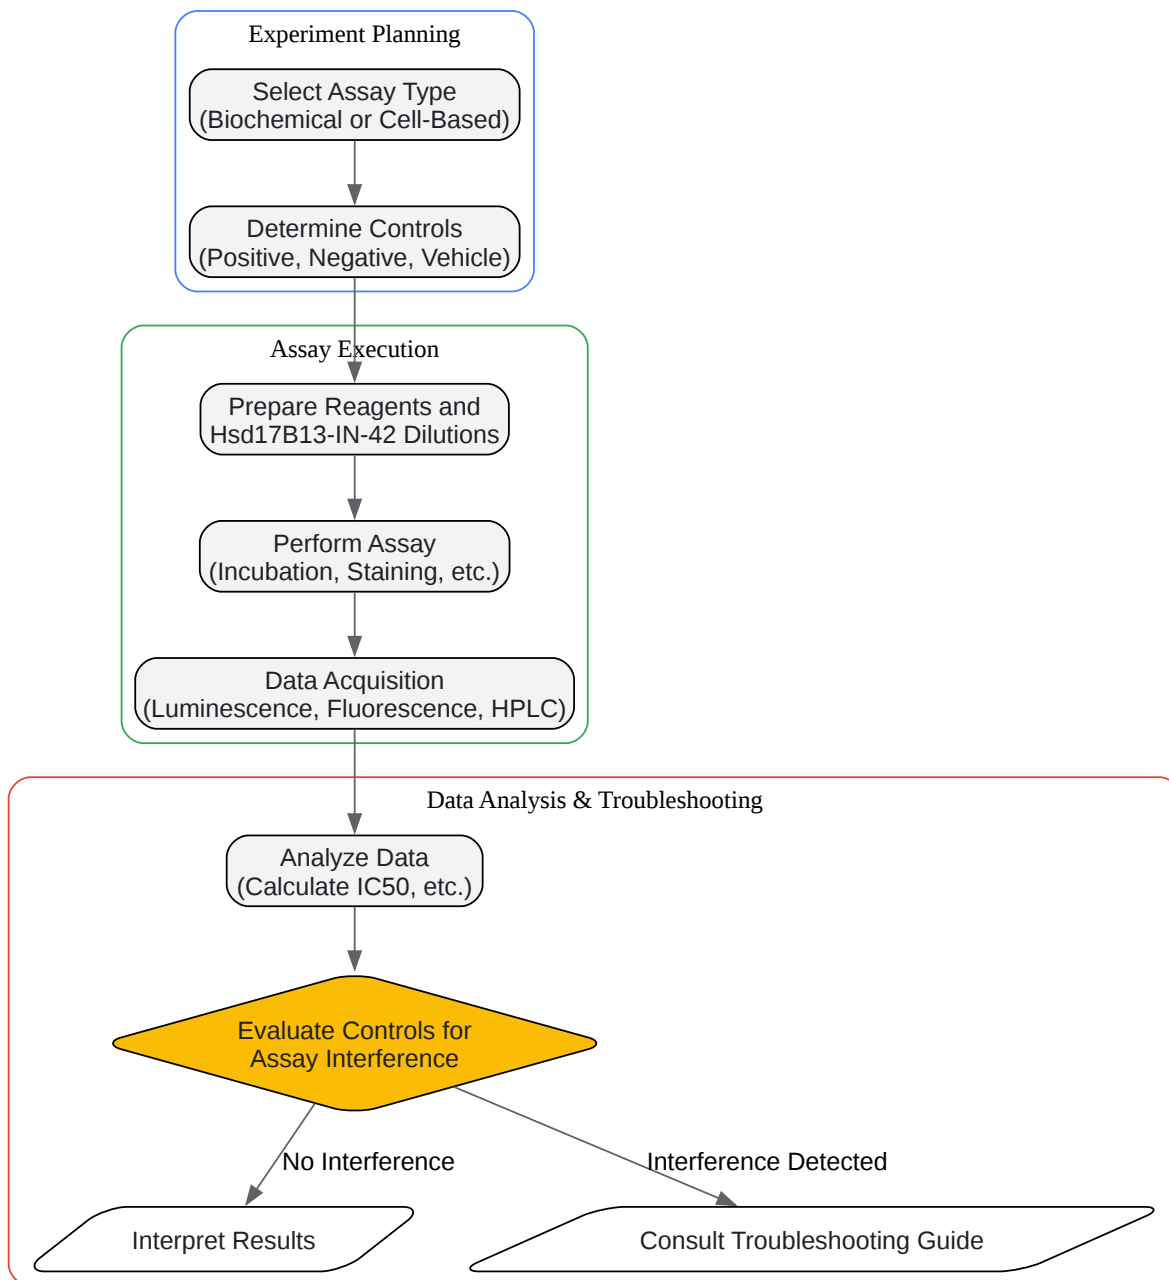 Experiment Planning
Select Assay Type
(Biochemical or Cell-Based)
Determine Controls
(Positive, Negative, Vehicle)
Assay Execution
Prepare Reagents and
Hsd17B13-IN-42 Dilutions
Perform Assay
(Incubation, Staining, etc.)
Data Acquisition
(Luminescence, Fluorescence, HPLC)
Data Analysis & Troubleshooting
Analyze Data
(Calculate IC50, etc.)
Evaluate Controls for
Assay Interference
No Interference
Interference Detected
Interpret Results
Consult Troubleshooting Guide